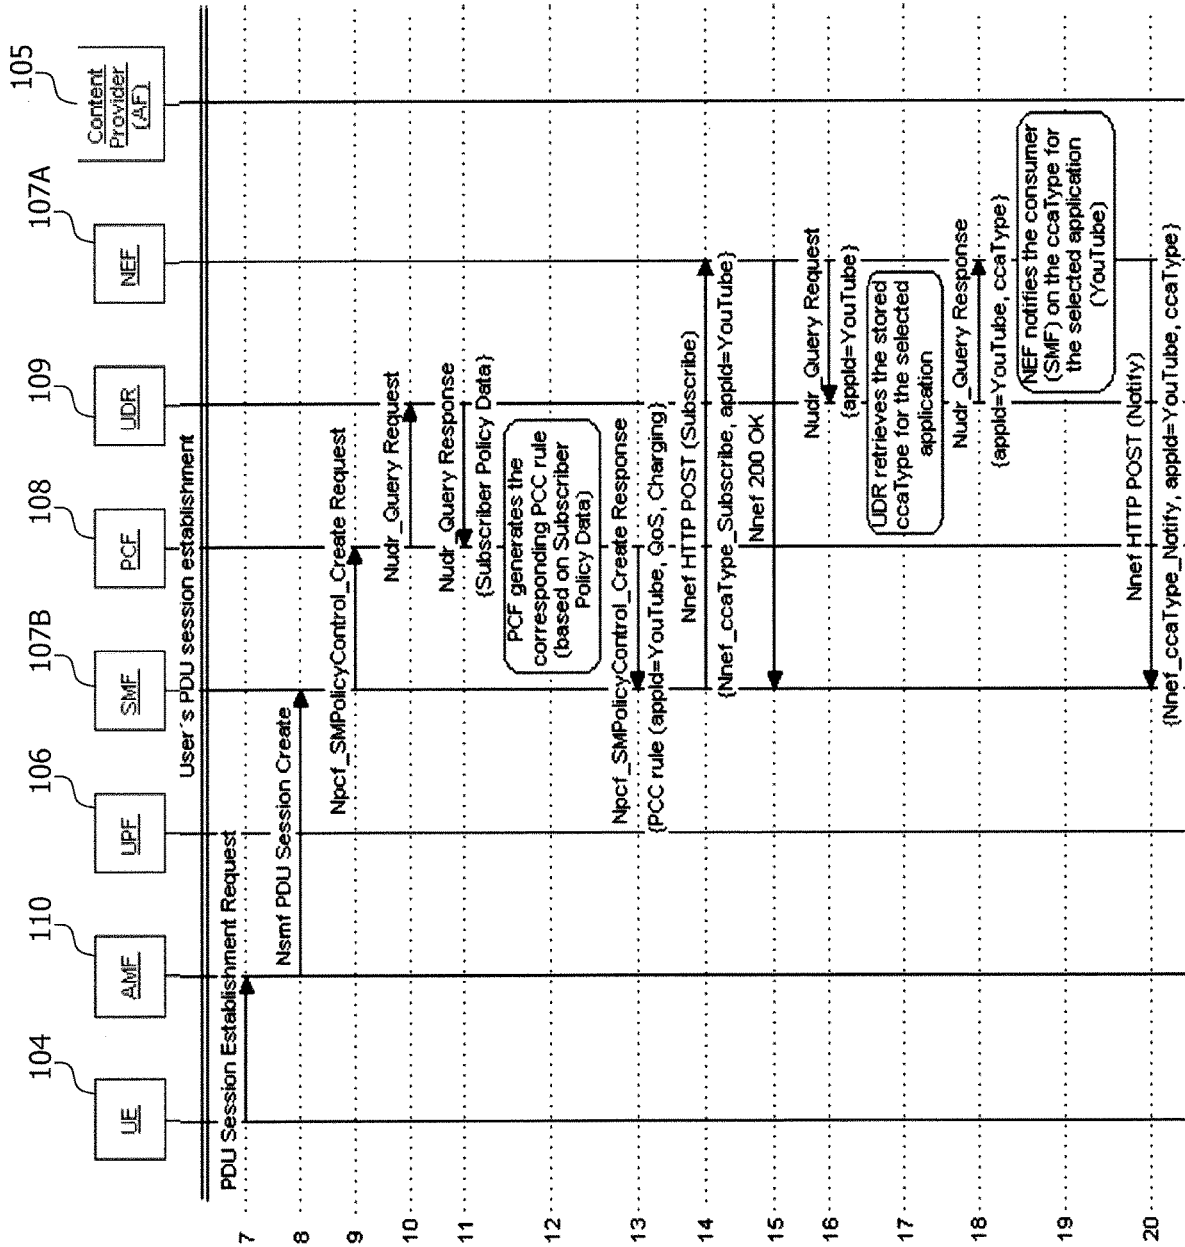 104
110
106
107B
108
109
107A
105
UE
AMF
UPF
SMF
PCF
UDR
NEF
Content
Provider
(AF)
User´s PDU session establishment
7
PDU Session Establishment Request
8
Nsmf PDU Session Create
9
Npcf_SMPolicyControl_Create Request
10
Nudr_Query Request
11
Nudr_Query Response
{Subscriber Policy Data}
12
PCF generates the
corresponding PCC rule
(based on Subscriber
Policy Data)
13
Npcf_SMPolicyControl_Create Response
{PCC rule (appId=YouTube, QoS, Charging}
14
Nnef HTTP POST (Subscribe)
{Nnef_ccaType_Subscribe, appId=YouTube}
15
Nnef 200 OK
16
Nudr_Query Request
{appId=YouTube}
17
UDR retrieves the stored
ccaType for the selected
application
18
Nudr_Query Response
{appId=YouTube, ccaType}
19
NEF notifies the consumer
(SMF) on the ccaType for
the selected application
(YouTube)
20
Nnef HTTP POST (Notify)
{Nnef_ccaType_Notify, appId=YouTube, ccaType}